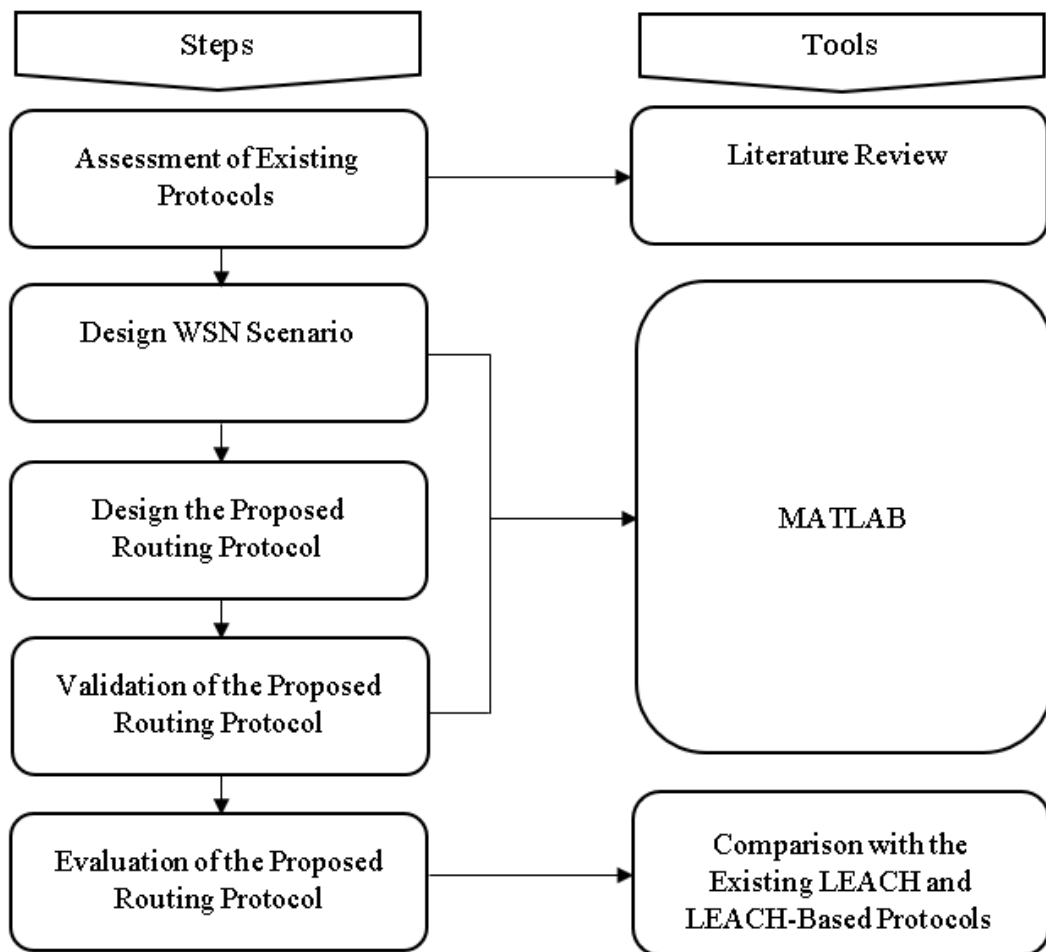 Steps
Tools
Assessment of Existing
Protocols
Literature Review
Design WSN Scenario
Design the Proposed
Routing Protocol
MATLAB
Validation of the Proposed
Routing Protocol
Evaluation of the Proposed
Routing Protocol
Comparison with the
Existing LEACH and
LEACH-Based Protocols